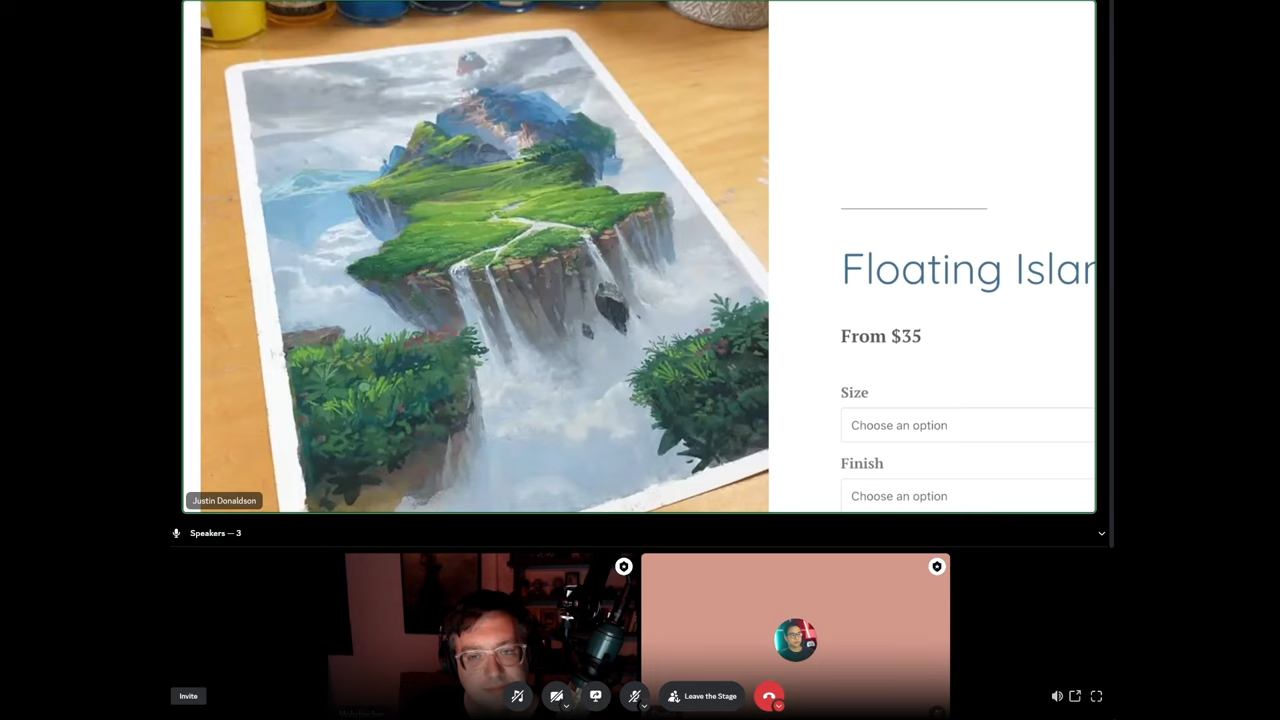 Floating Islan
From $35
Size
Choose an option
Finish
Choose an option
Justin Donaldson
Speakers — 3
Invite
Leave the Stage